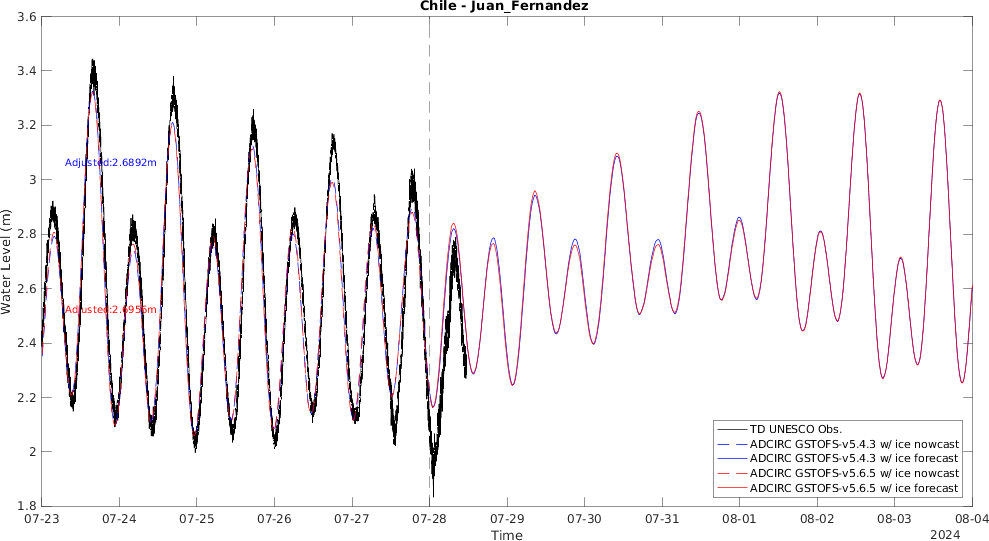 Chile - Juan_Fernandez
Water Level (m)
3.6
3.4
3.2
3
2.8
2.6
2.4
2.2
2
1.8
Adjusted:2.6892m
Adjusted:2.6956m
TD UNESCO Obs.
ADCIRC GSTOFS-v5.4.3 w/ ice nowcast
ADCIRC GSTOFS-v5.4.3 w/ ice forecast
ADCIRC GSTOFS-v5.6.5 w/ ice nowcast
ADCIRC GSTOFS-v5.6.5 w/ ice forecast
07-23 07-24 07-25 07-26 07-27 07-28 07-29 07-30 07-31 08-01 08-02 08-03 08-04
Time
2024